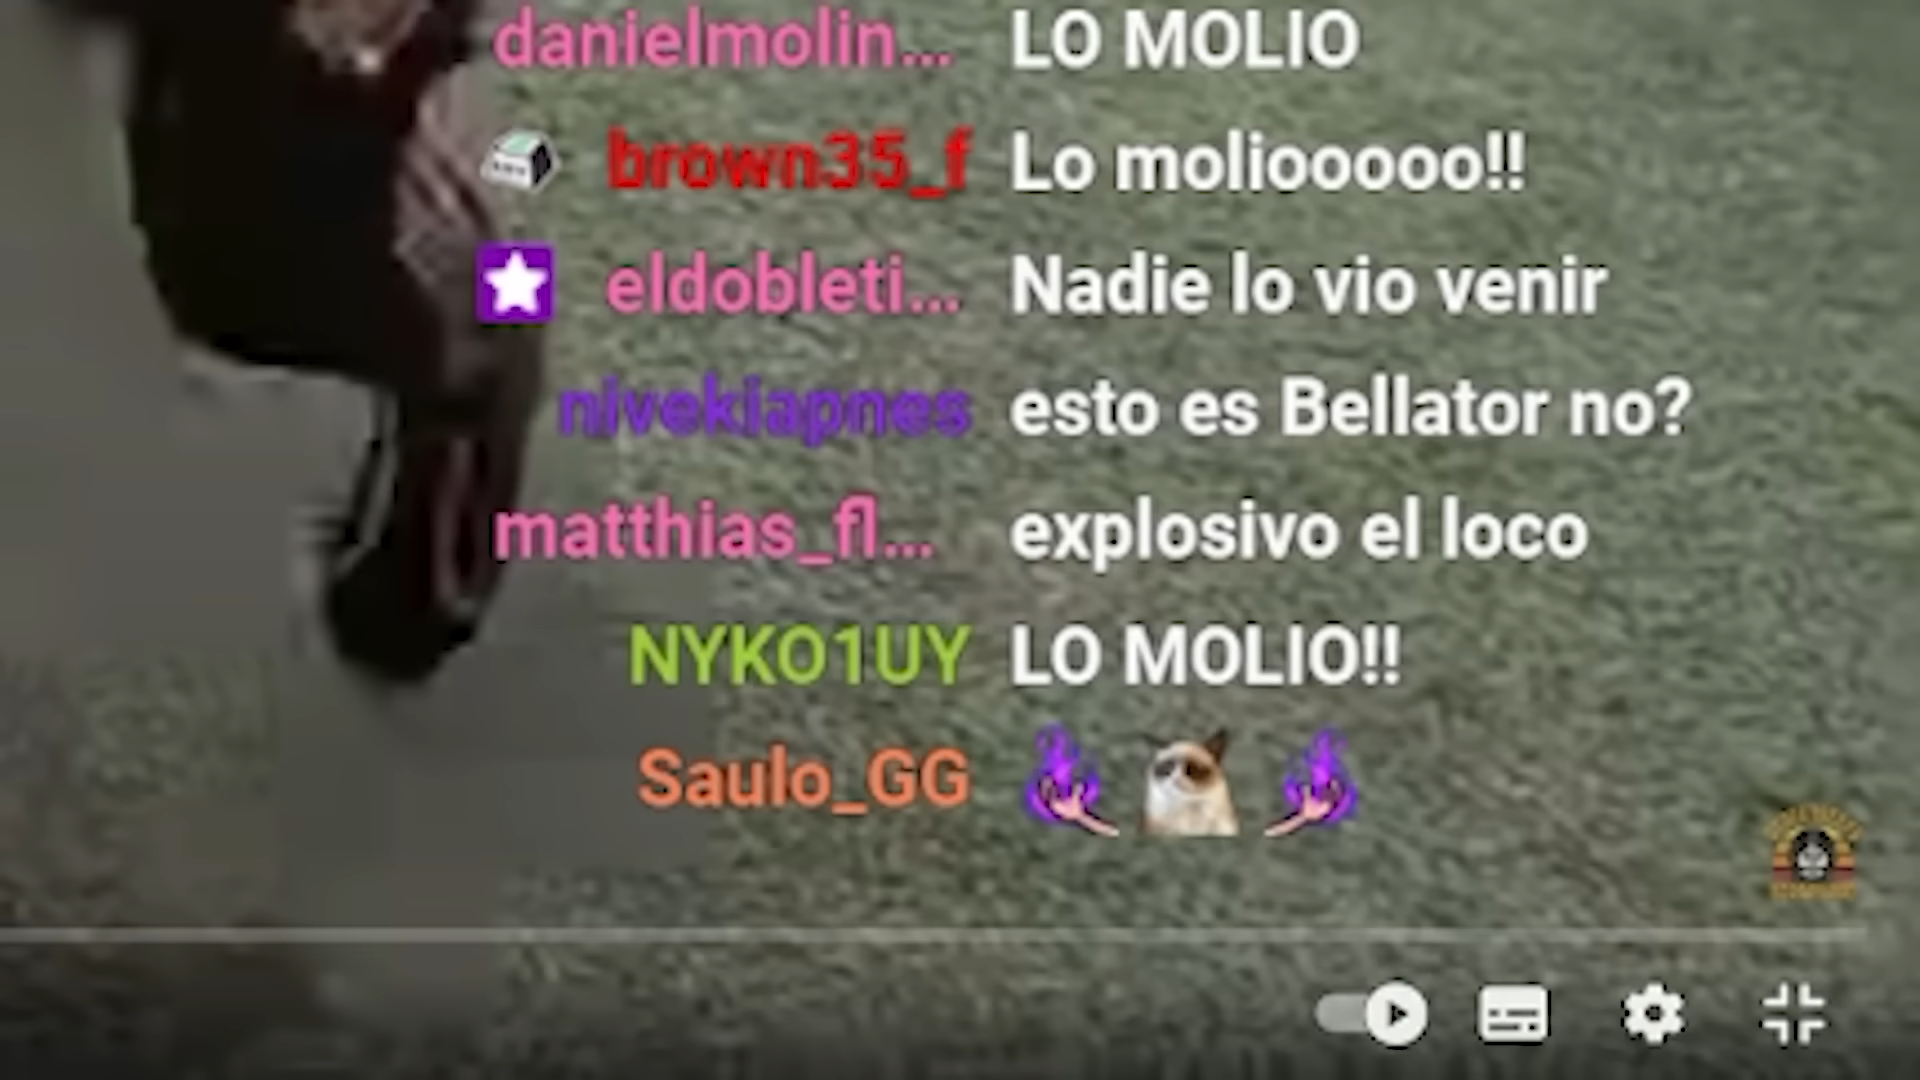 danielmolin... LO MOLIO
brown35_f Lo moliooooo!!
eldobleti... Nadie lo vio venir
nivekiapnes esto es Bellator no?
matthias_fl... explosivo el loco
NYKO1UY LO MOLIO!!
Saulo_GG